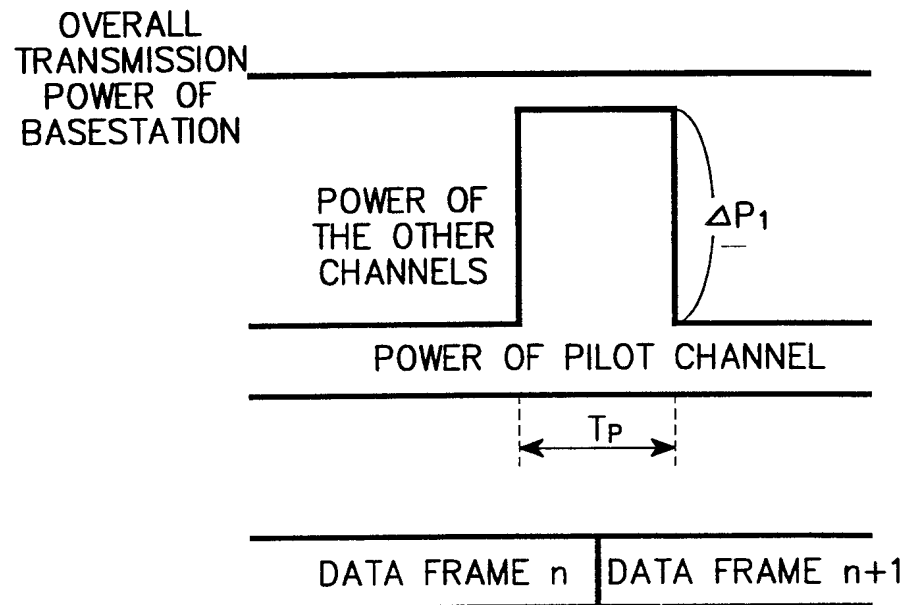 OVERALL
TRANSMISSION
POWER OF
BASESTATION
POWER OF
THE OTHER
CHANNELS
ΔP1
POWER OF PILOT CHANNEL
TP
DATA FRAME n
DATA FRAME n+1